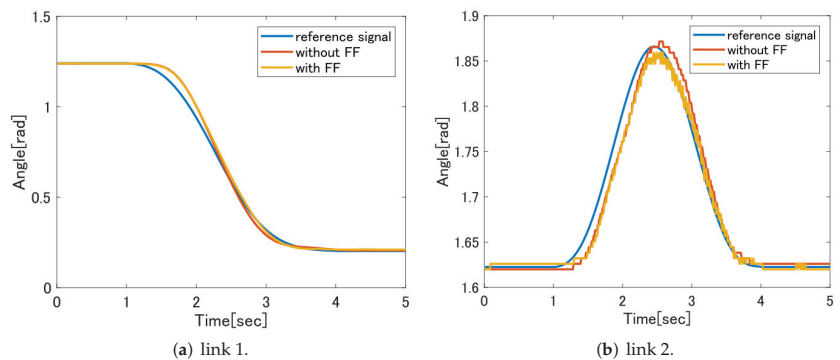 reference signal
without FF
with FF
1.5
1
0.5
0
Angle[rad]
0 1 2 3 4 5
Time[sec]
(a) link 1.
reference signal
without FF
with FF
1.9
1.85
1.8
1.75
1.7
1.65
1.6
Angle[rad]
0 1 2 3 4 5
Time[sec]
(b) link 2.